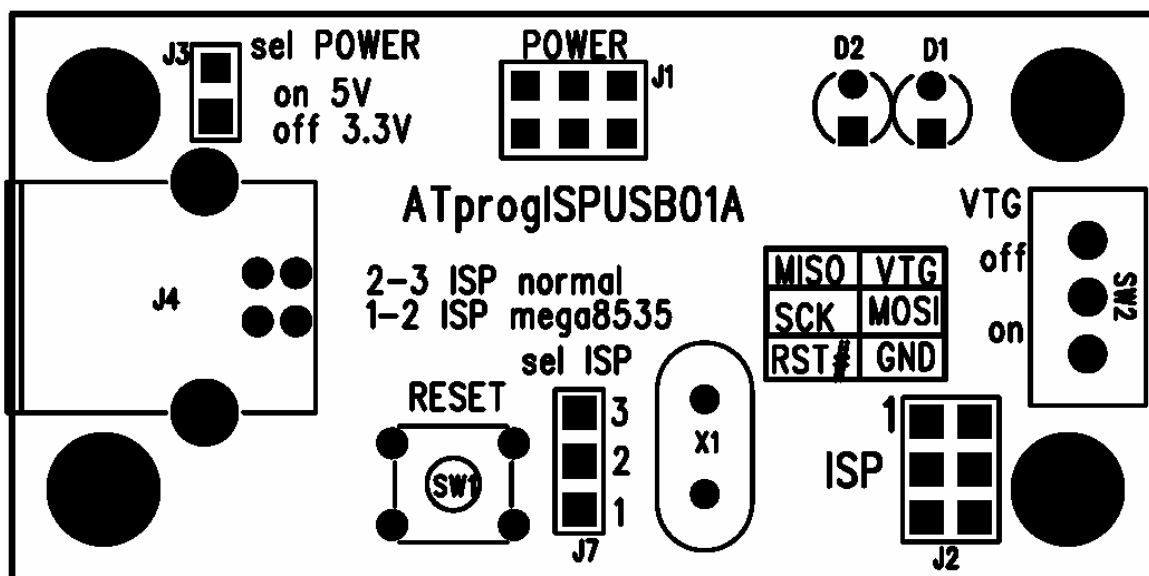 J3
sel POWER
on 5V
off 3.3V
POWER
J1
D2
D1
ATprogISPUSB01A
VTG
off
on
SW2
J4
2-3 ISP normal
1-2 ISP mega8535
sel ISP
MISO VTG
SCK MOSI
RST# GND
RESET
SW1
3
2
1
J7
X1
1
ISP
J2